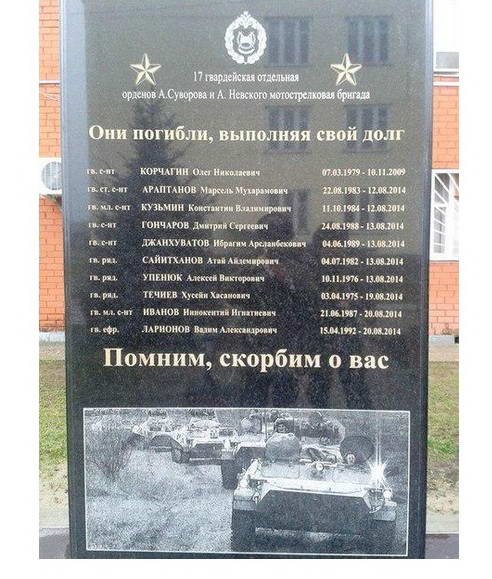 17 гвардейская отдельная
орденов А.Суворова и А. Невского мотострелковая бригада
Они погибли, выполняя свой долг
гв. с-нт КОРЧАГИН Олег Николаевич 07.03.1979 - 10.11.2009
гв. ст. с-нт АРАПТАНОВ Марсель Мухарамович 22.08.1983 - 12.08.2014
гв. мл. с-нт КУЗЬМИН Константин Владимирович 11.10.1984 - 12.08.2014
гв. с-нт ГОНЧАРОВ Дмитрий Сергеевич 24.08.1988 - 13.08.2014
гв. с-нт ДЖАНХУВАТОВ Ибрагим Арсланбекович 04.06.1989 - 13.08.2014
гв. ряд. САЙИТХАНОВ Атай Айдемирович 04.07.1982 - 13.08.2014
гв. ряд. УПЕНЮК Алексей Викторович 10.11.1976 - 13.08.2014
гв. ряд. ТЕЧИЕВ Хусейн Хасанович 03.04.1975 - 19.08.2014
гв. мл. с-нт ИВАНОВ Иннокентий Игнатиевич 21.06.1987 - 20.08.2014
гв. ефр. ЛАРИОНОВ Вадим Александрович 15.04.1992 - 20.08.2014
Помним, скорбим о вас